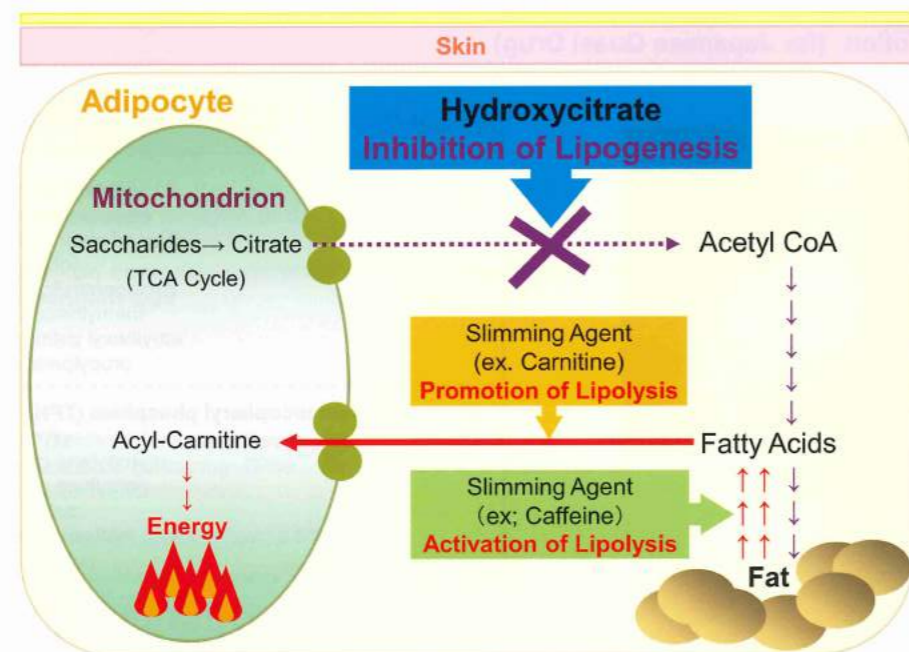 Skin
Adipocyte
Hydroxycitrate
Inhibition of Lipogenesis
Mitochondrion
Saccharides→ Citrate
(TCA Cycle)
Acetyl CoA
Slimming Agent
(ex. Carnitine)
Promotion of Lipolysis
Acyl-Carnitine
Fatty Acids
Slimming Agent
(ex; Caffeine)
Activation of Lipolysis
Energy
Fat